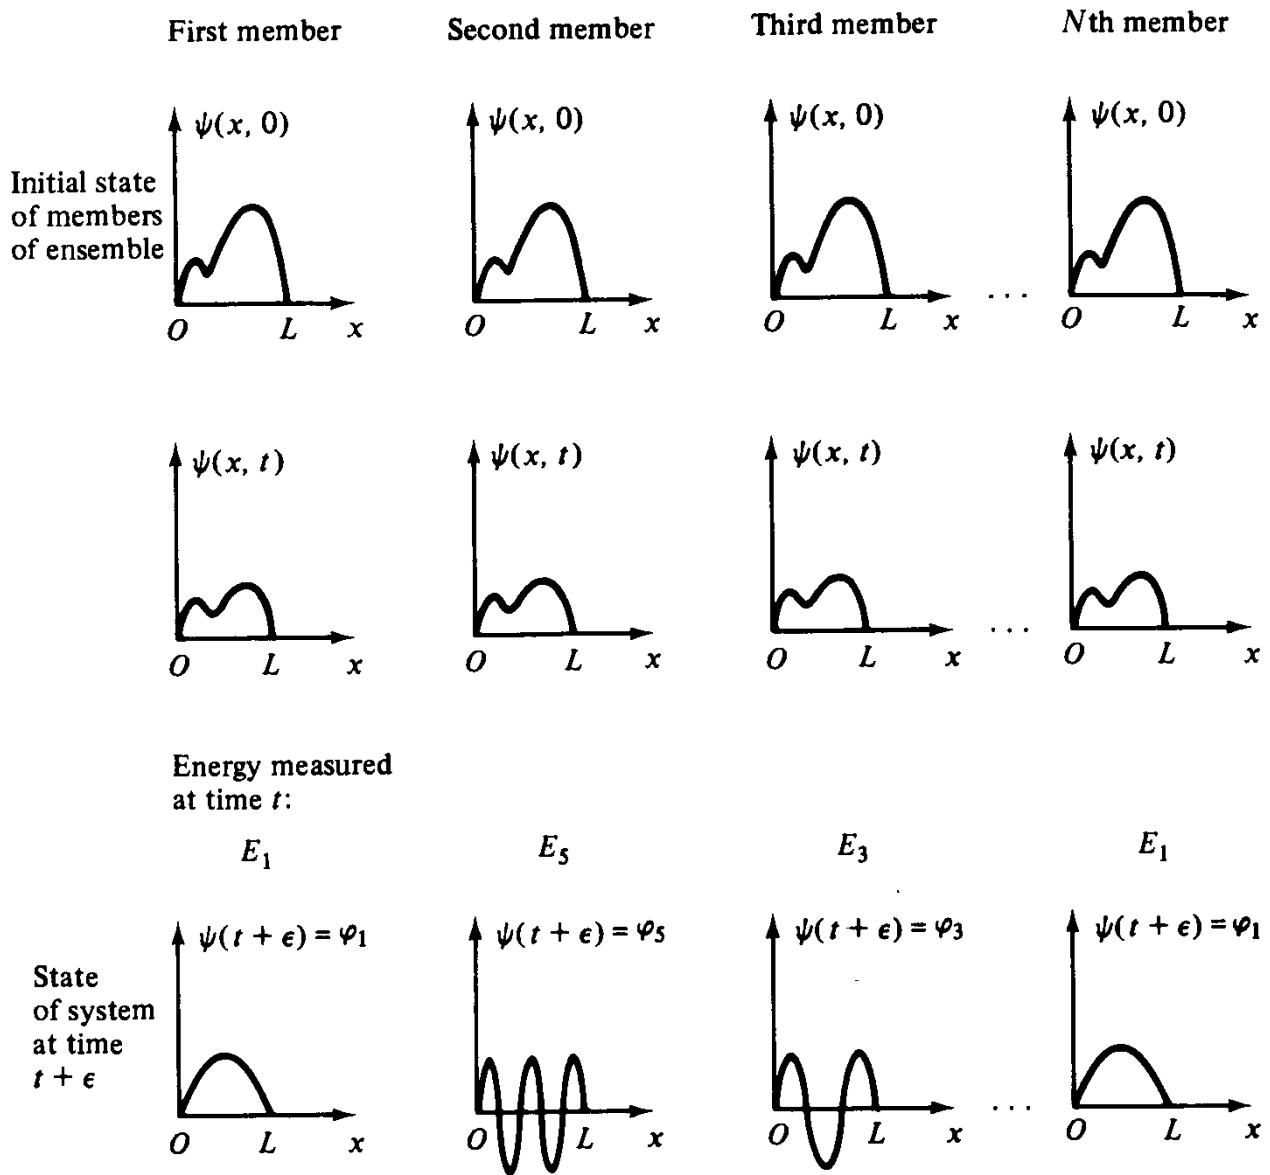 First member Second member Third member Nth member
ψ(x, 0) ψ(x, 0) ψ(x, 0) ψ(x, 0)
Initial state
of members
of ensemble
. . .
O L x O L x O L x O L x
ψ(x, t) ψ(x, t) ψ(x, t) ψ(x, t)
. . .
O L x O L x O L x O L x
Energy measured
at time t:
E₁ E₅ E₃ E₁
ψ(t + ϵ) = φ₁ ψ(t + ϵ) = φ₅ ψ(t + ϵ) = φ₃ ψ(t + ϵ) = φ₁
State
of system
at time
t + ϵ
. . .
O L x O L x O L x O L x